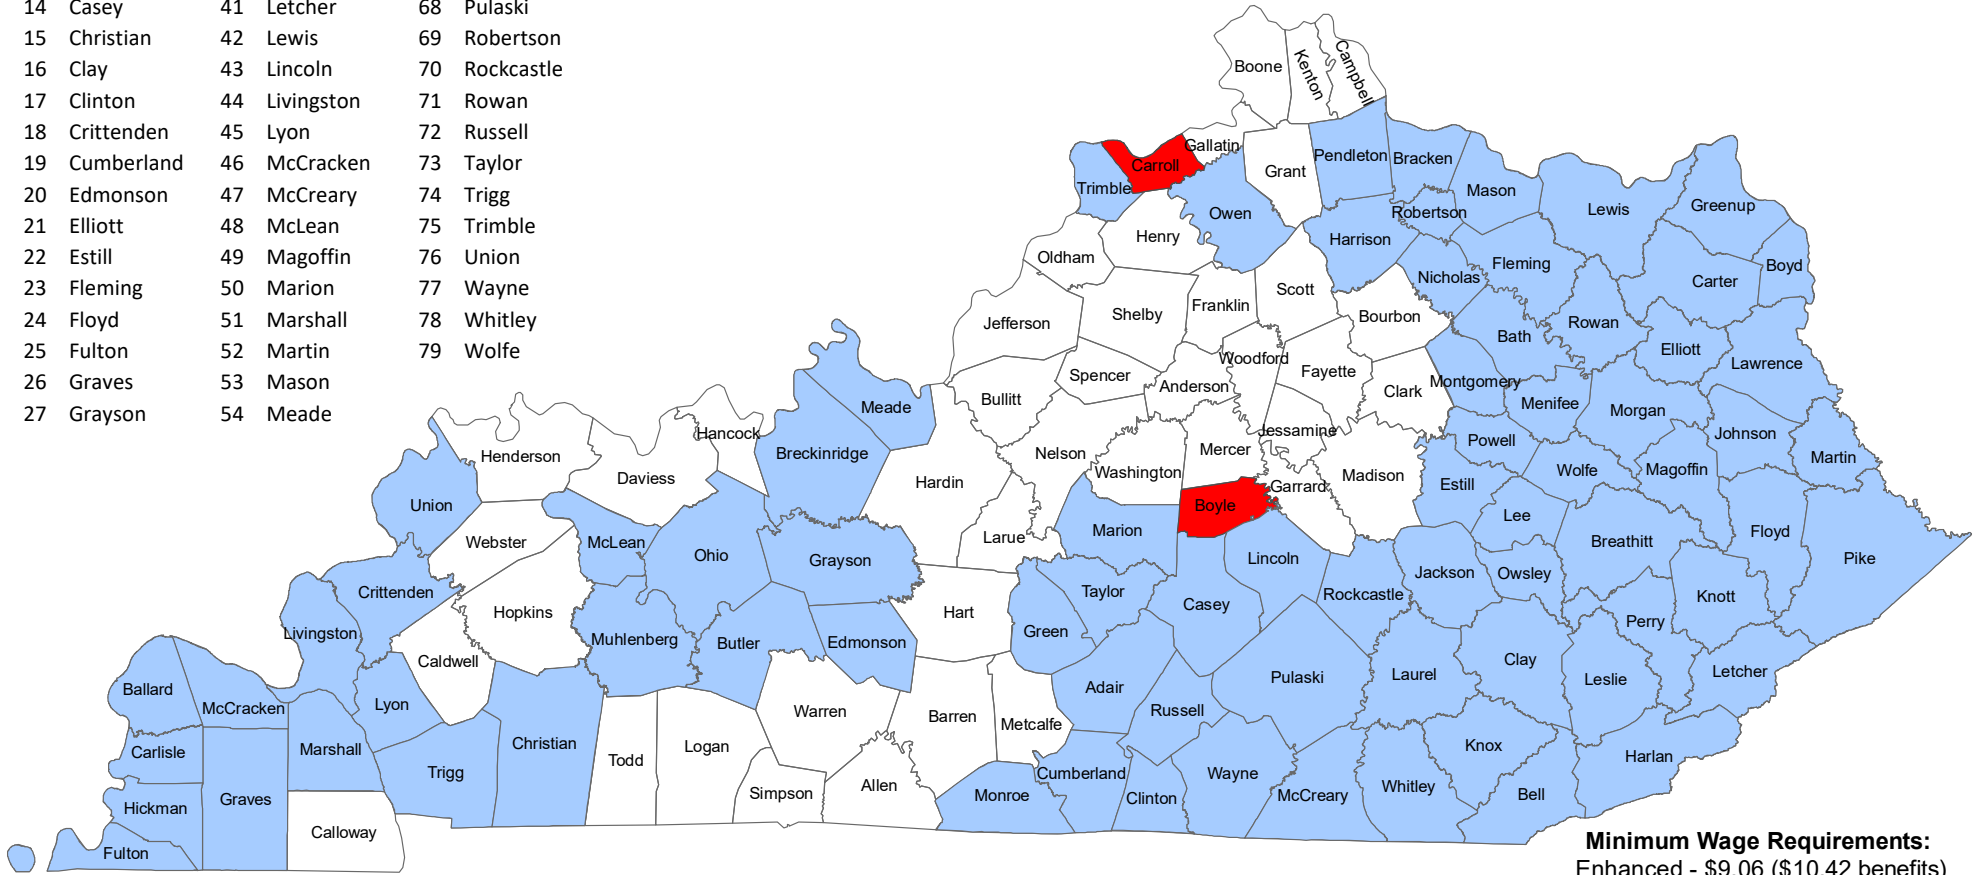 14 Casey 41 Letcher 68 Pulaski
15 Christian 42 Lewis 69 Robertson
16 Clay 43 Lincoln 70 Rockcastle
17 Clinton 44 Livingston 71 Rowan
18 Crittenden 45 Lyon 72 Russell
19 Cumberland 46 McCracken 73 Taylor
20 Edmonson 47 McCreary 74 Trigg
21 Elliott 48 McLean 75 Trimble
22 Estill 49 Magoffin 76 Union
23 Fleming 50 Marion 77 Wayne
24 Floyd 51 Marshall 78 Whitley
25 Fulton 52 Martin 79 Wolfe
26 Graves 53 Mason
27 Grayson 54 Meade
Boone
Kenton
Campbell
Gallatin
Carroll
Trimble
Grant
Pendleton
Bracken
Mason
Robertson
Lewis
Greenup
Owen
Henry
Oldham
Harrison
Nicholas
Fleming
Carter
Boyd
Jefferson
Shelby
Franklin
Scott
Bourbon
Bath
Rowan
Elliott
Lawrence
Woodford
Fayette
Spencer
Anderson
Clark
Montgomery
Menifee
Morgan
Bullitt
Meade
Hancock
Breckinridge
Nelson
Washington
Mercer
Jessamine
Madison
Powell
Wolfe
Magoffin
Johnson
Martin
Henderson
Daviess
Hardin
Garrard
Boyle
Estill
Union
Lee
Floyd
Webster
McLean
Ohio
Grayson
Larue
Marion
Lincoln
Breathitt
Pike
Jackson
Owsley
Crittenden
Hopkins
Hart
Taylor
Casey
Rockcastle
Knott
Perry
Livingston
Muhlenberg
Butler
Edmonson
Green
Caldwell
Clay
Leslie
Letcher
Ballard
McCracken
Lyon
Adair
Pulaski
Laurel
Russell
Warren
Barren
Metcalfe
Carlisle
Marshall
Christian
Todd
Logan
Knox
Harlan
Trigg
Cumberland
Wayne
Hickman
Graves
Simpson
Allen
Monroe
Clinton
McCreary
Whitley
Bell
Calloway
Fulton
Minimum Wage Requirements:
Enhanced - $9.06 ($10.42 benefits)